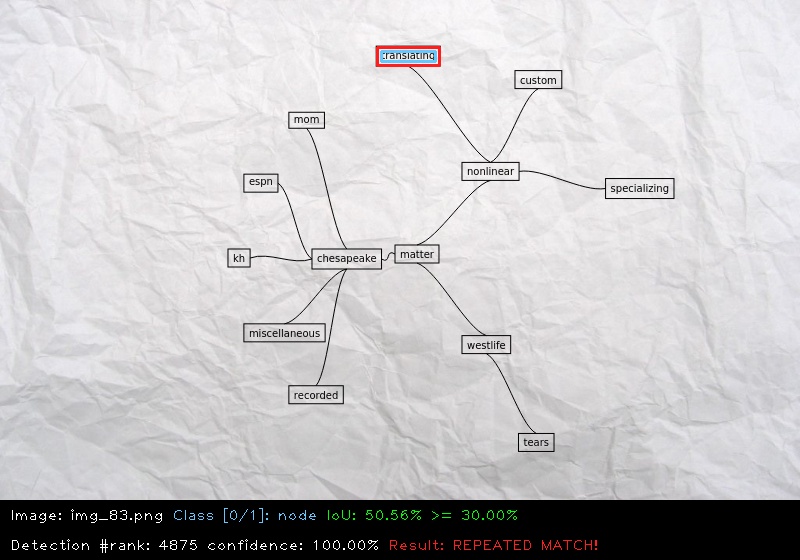 translating
custom
mom
nonlinear
espn
specializing
kh
chesapeake
matter
miscellaneous
westlife
recorded
tears
Image: img_83.png Class [0/1]: node IoU: 50.56% >= 30.00%
Detection #rank: 4875 confidence: 100.00% Result: REPEATED MATCH!